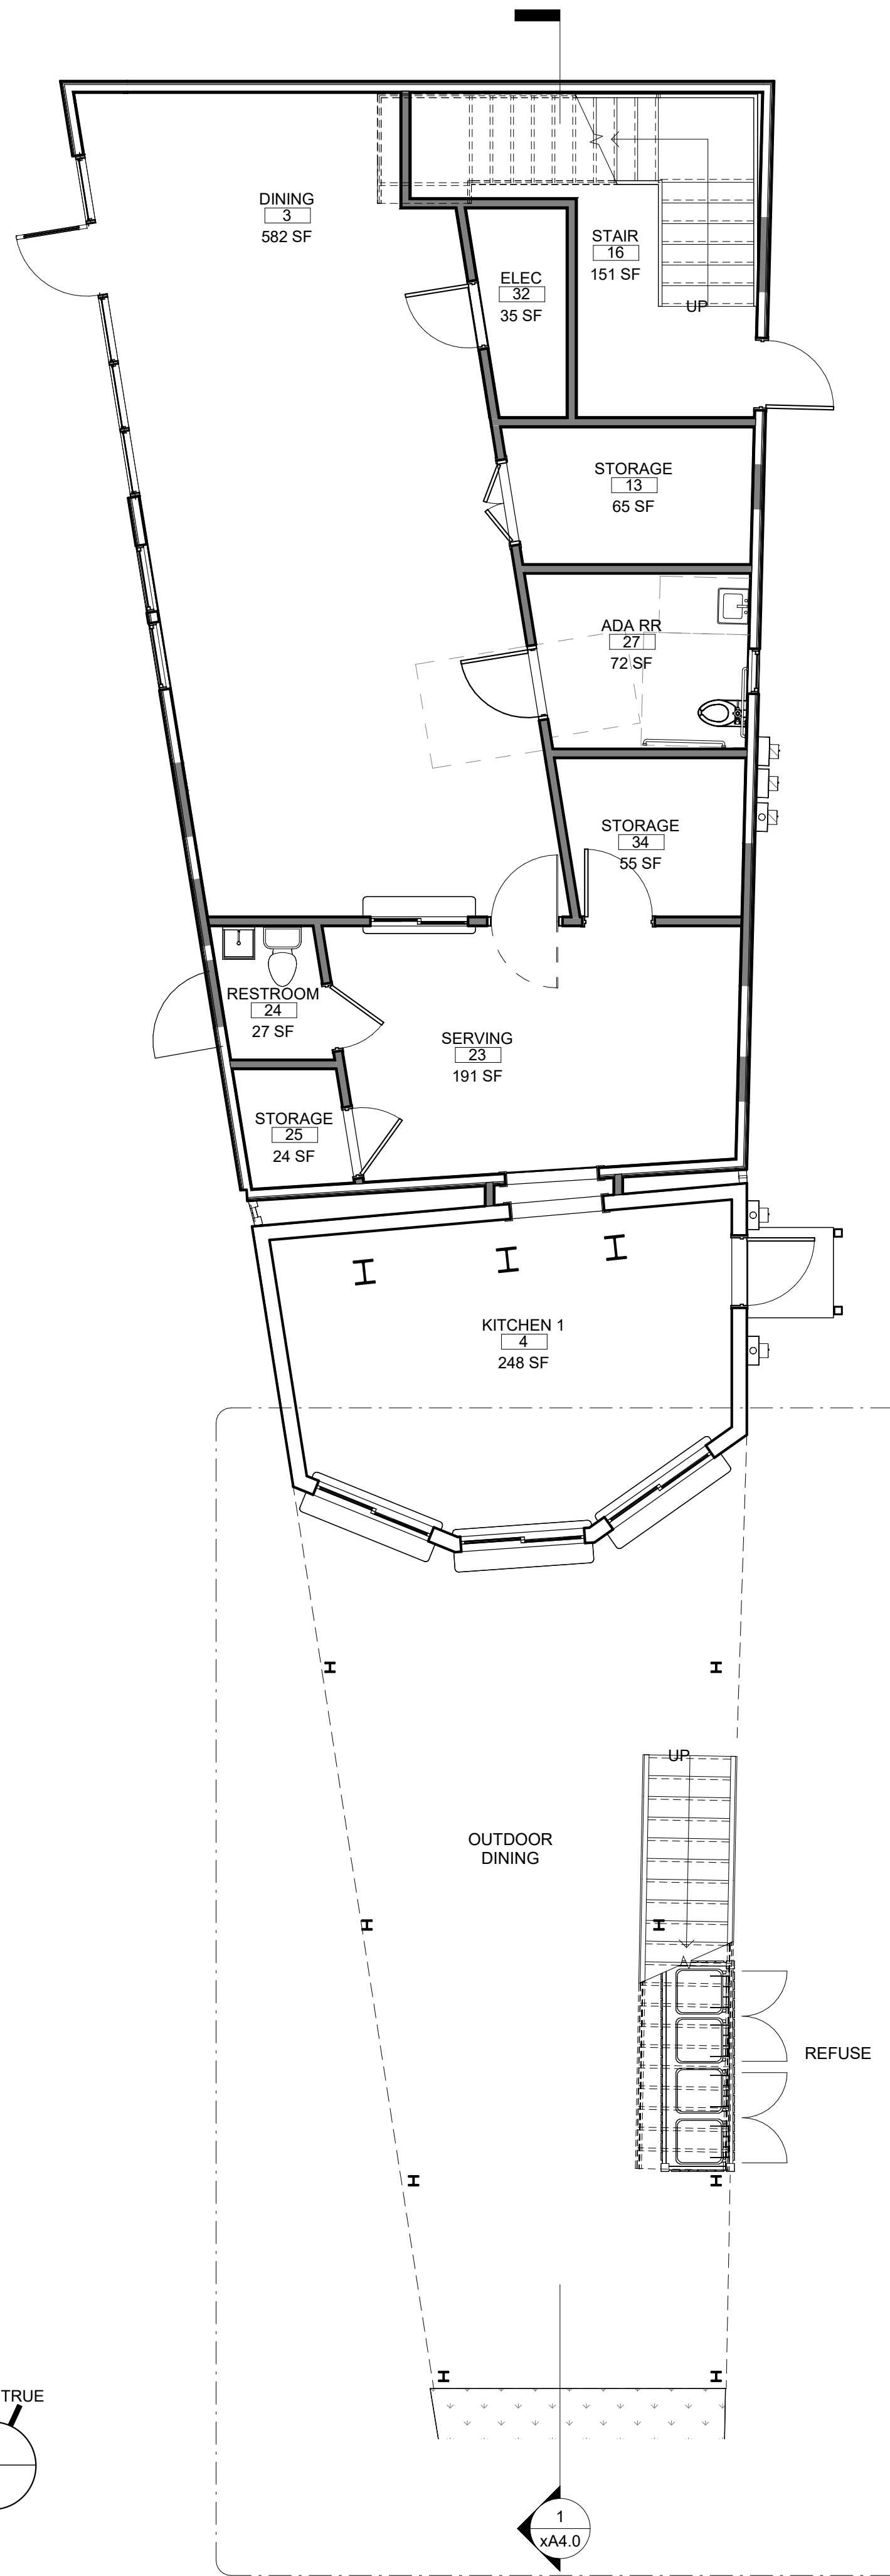 DINING
3
582 SF
STAIR
16
151 SF
ELEC
32
35 SF
UP
STORAGE
13
65 SF
ADA RR
27
72 SF
STORAGE
34
55 SF
RESTROOM
24
27 SF
SERVING
23
191 SF
STORAGE
25
24 SF
KITCHEN 1
4
248 SF
UP
OUTDOOR
DINING
REFUSE
TRUE
1
xA4.0